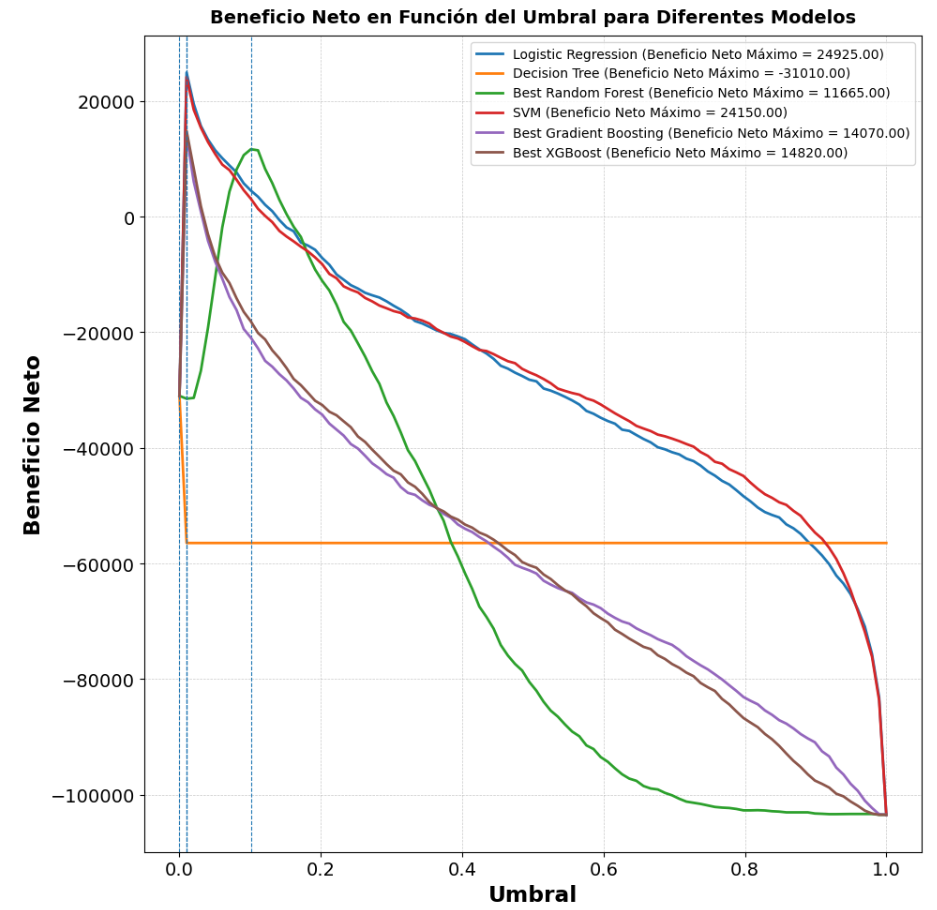 Beneficio Neto en Función del Umbral para Diferentes Modelos
Logistic Regression (Beneficio Neto Máximo = 24925.00)
Decision Tree (Beneficio Neto Máximo = -31010.00)
Best Random Forest (Beneficio Neto Máximo = 11665.00)
SVM (Beneficio Neto Máximo = 24150.00)
Best Gradient Boosting (Beneficio Neto Máximo = 14070.00)
Best XGBoost (Beneficio Neto Máximo = 14820.00)
20000
0
−20000
−40000
−60000
−80000
−100000
Beneficio Neto
0.0 0.2 0.4 0.6 0.8 1.0
Umbral